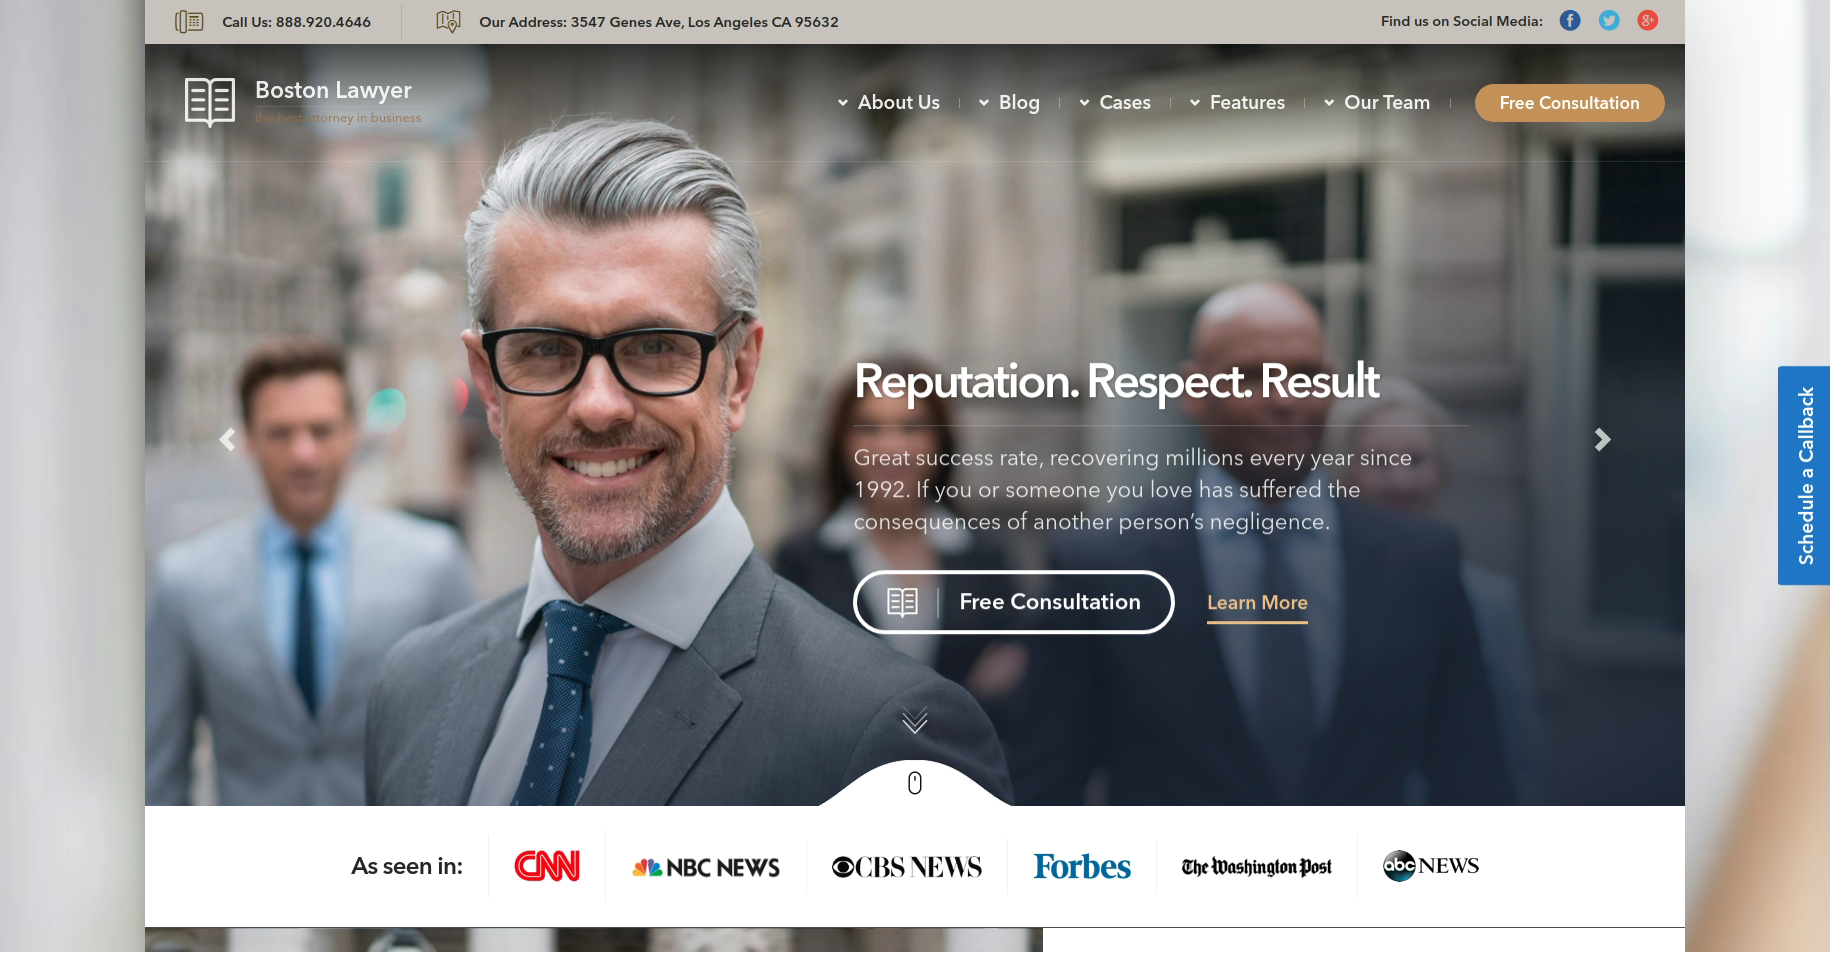 Call Us: 888.920.4646
Our Address: 3547 Genes Ave, Los Angeles CA 95632
Find us on Social Media:
f
g+
Boston Lawyer
the best attorney in business
About Us
Blog
Cases
Features
Our Team
Free Consultation
Reputation. Respect. Result
Great success rate, recovering millions every year since
1992. If you or someone you love has suffered the
consequences of another person’s negligence.
Free Consultation
Learn More
Schedule a Callback
As seen in:
CNN
NBC NEWS
CBS NEWS
Forbes
The Washington Post
abc NEWS